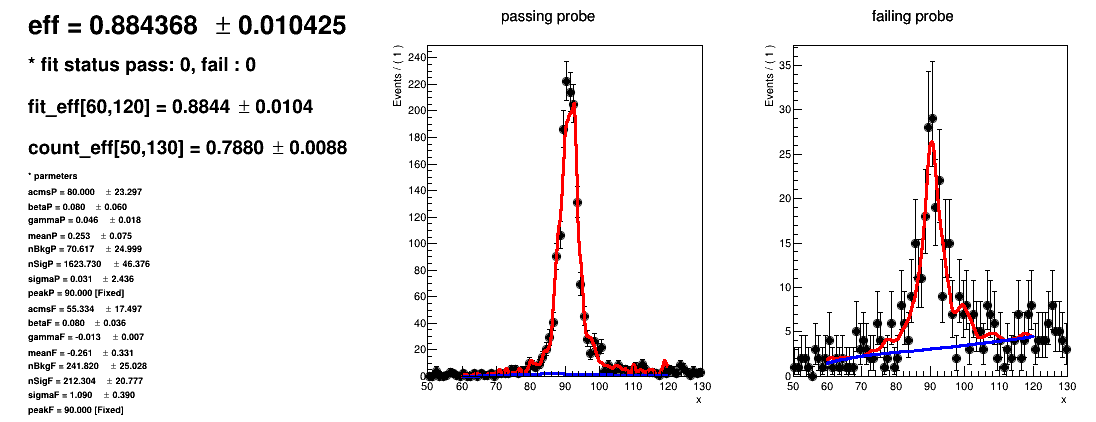 eff = 0.884368 ± 0.010425
* fit status pass: 0, fail : 0
fit_eff[60,120] = 0.8844 ± 0.0104
count_eff[50,130] = 0.7880 ± 0.0088
* parmeters
acmsP = 80.000 ± 23.297
betaP = 0.080 ± 0.060
gammaP = 0.046 ± 0.018
meanP = 0.253 ± 0.075
nBkgP = 70.617 ± 24.999
nSigP = 1623.730 ± 46.376
sigmaP = 0.031 ± 2.436
peakP = 90.000 [Fixed]
acmsF = 55.334 ± 17.497
betaF = 0.080 ± 0.036
gammaF = -0.013 ± 0.007
meanF = -0.261 ± 0.331
nBkgF = 241.820 ± 25.028
nSigF = 212.304 ± 20.777
sigmaF = 1.090 ± 0.390
peakF = 90.000 [Fixed]
passing probe
Events / ( 1 )
240
220
200
180
160
140
120
100
80
60
40
20
0
50 60 70 80 90 100 110 120 130
x
failing probe
Events / ( 1 )
35
30
25
20
15
10
5
0
50 60 70 80 90 100 110 120 130
x